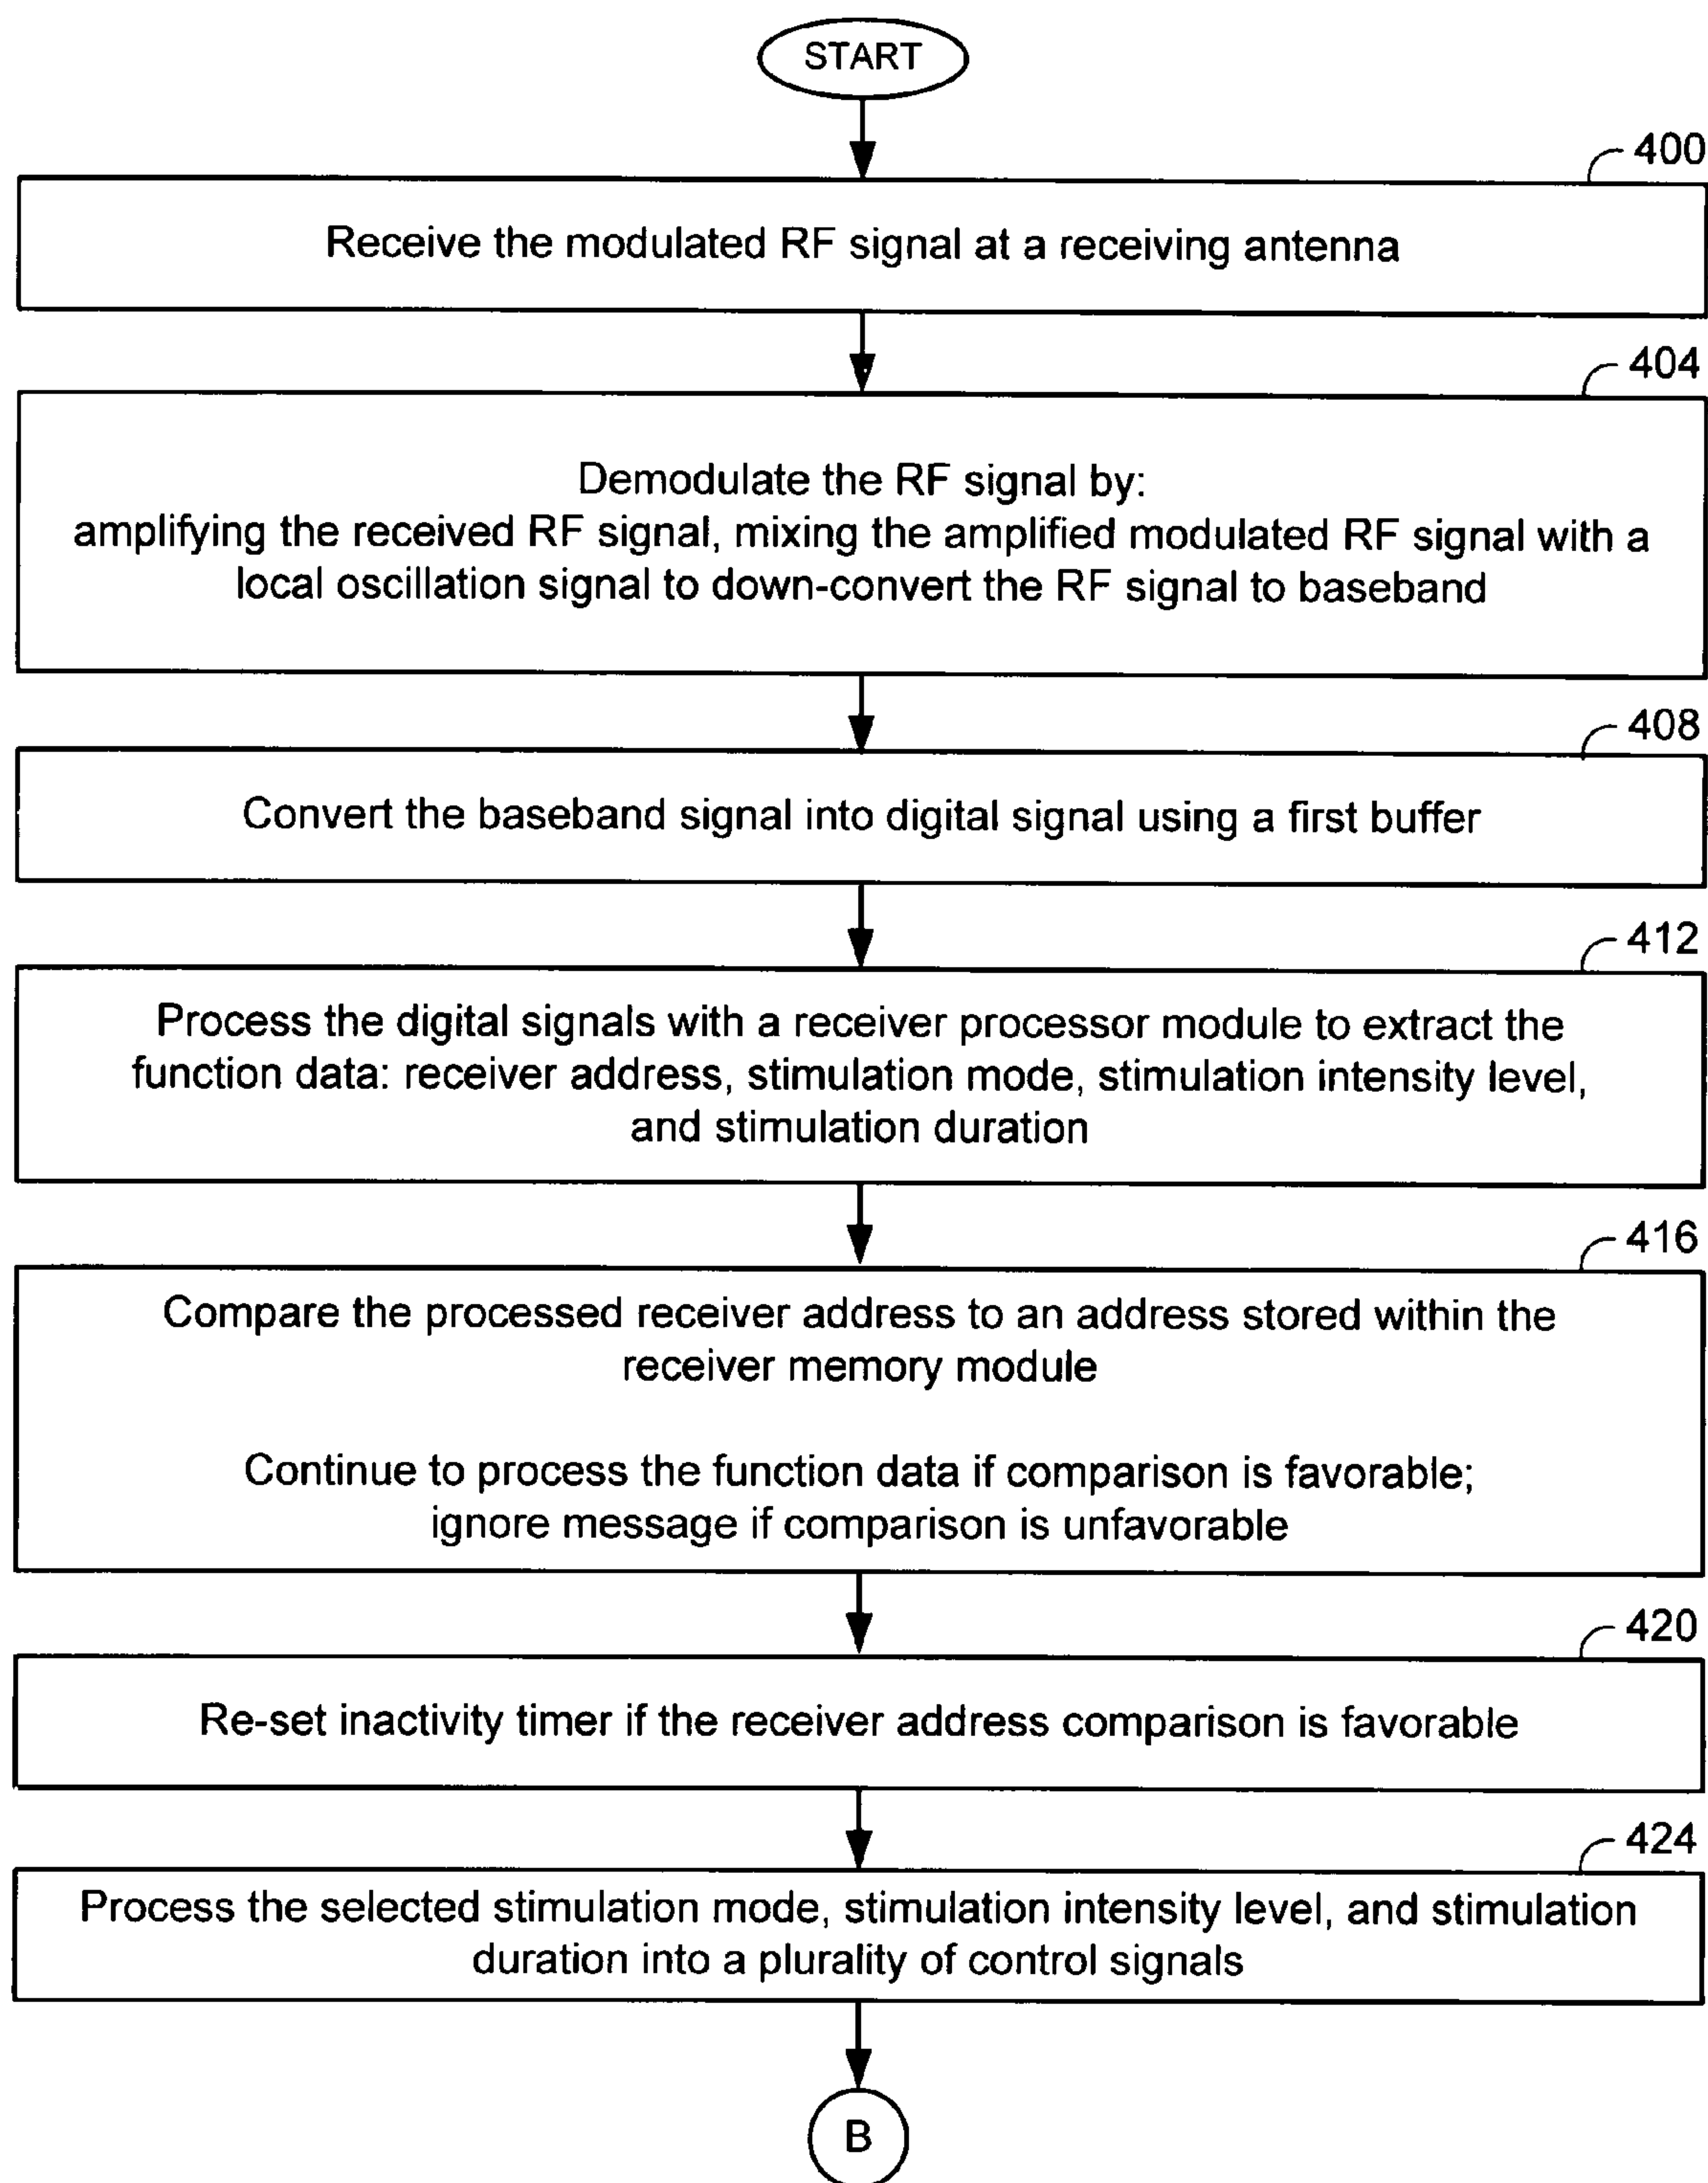 START
400
Receive the modulated RF signal at a receiving antenna
404
Demodulate the RF signal by:
amplifying the received RF signal, mixing the amplified modulated RF signal with a
local oscillation signal to down-convert the RF signal to baseband
408
Convert the baseband signal into digital signal using a first buffer
412
Process the digital signals with a receiver processor module to extract the
function data: receiver address, stimulation mode, stimulation intensity level,
and stimulation duration
416
Compare the processed receiver address to an address stored within the
receiver memory module
Continue to process the function data if comparison is favorable;
ignore message if comparison is unfavorable
420
Re-set inactivity timer if the receiver address comparison is favorable
424
Process the selected stimulation mode, stimulation intensity level, and stimulation
duration into a plurality of control signals
B